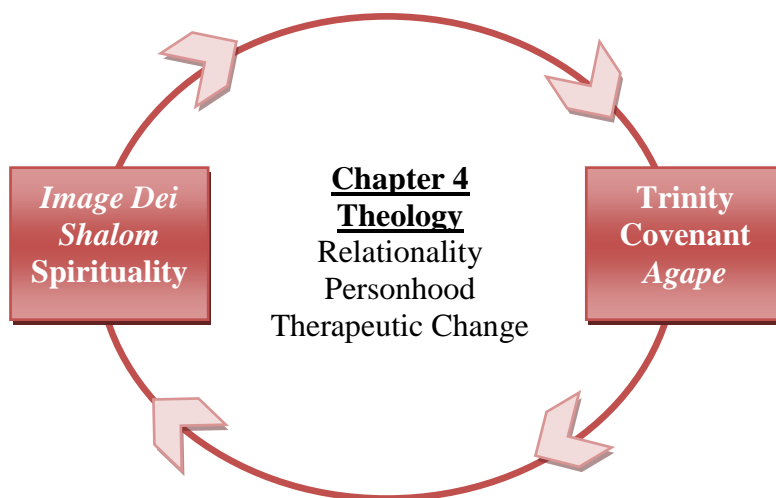 Image Dei
Shalom
Spirituality
Chapter 4
Theology
Relationality
Personhood
Therapeutic Change
Trinity
Covenant
Agape